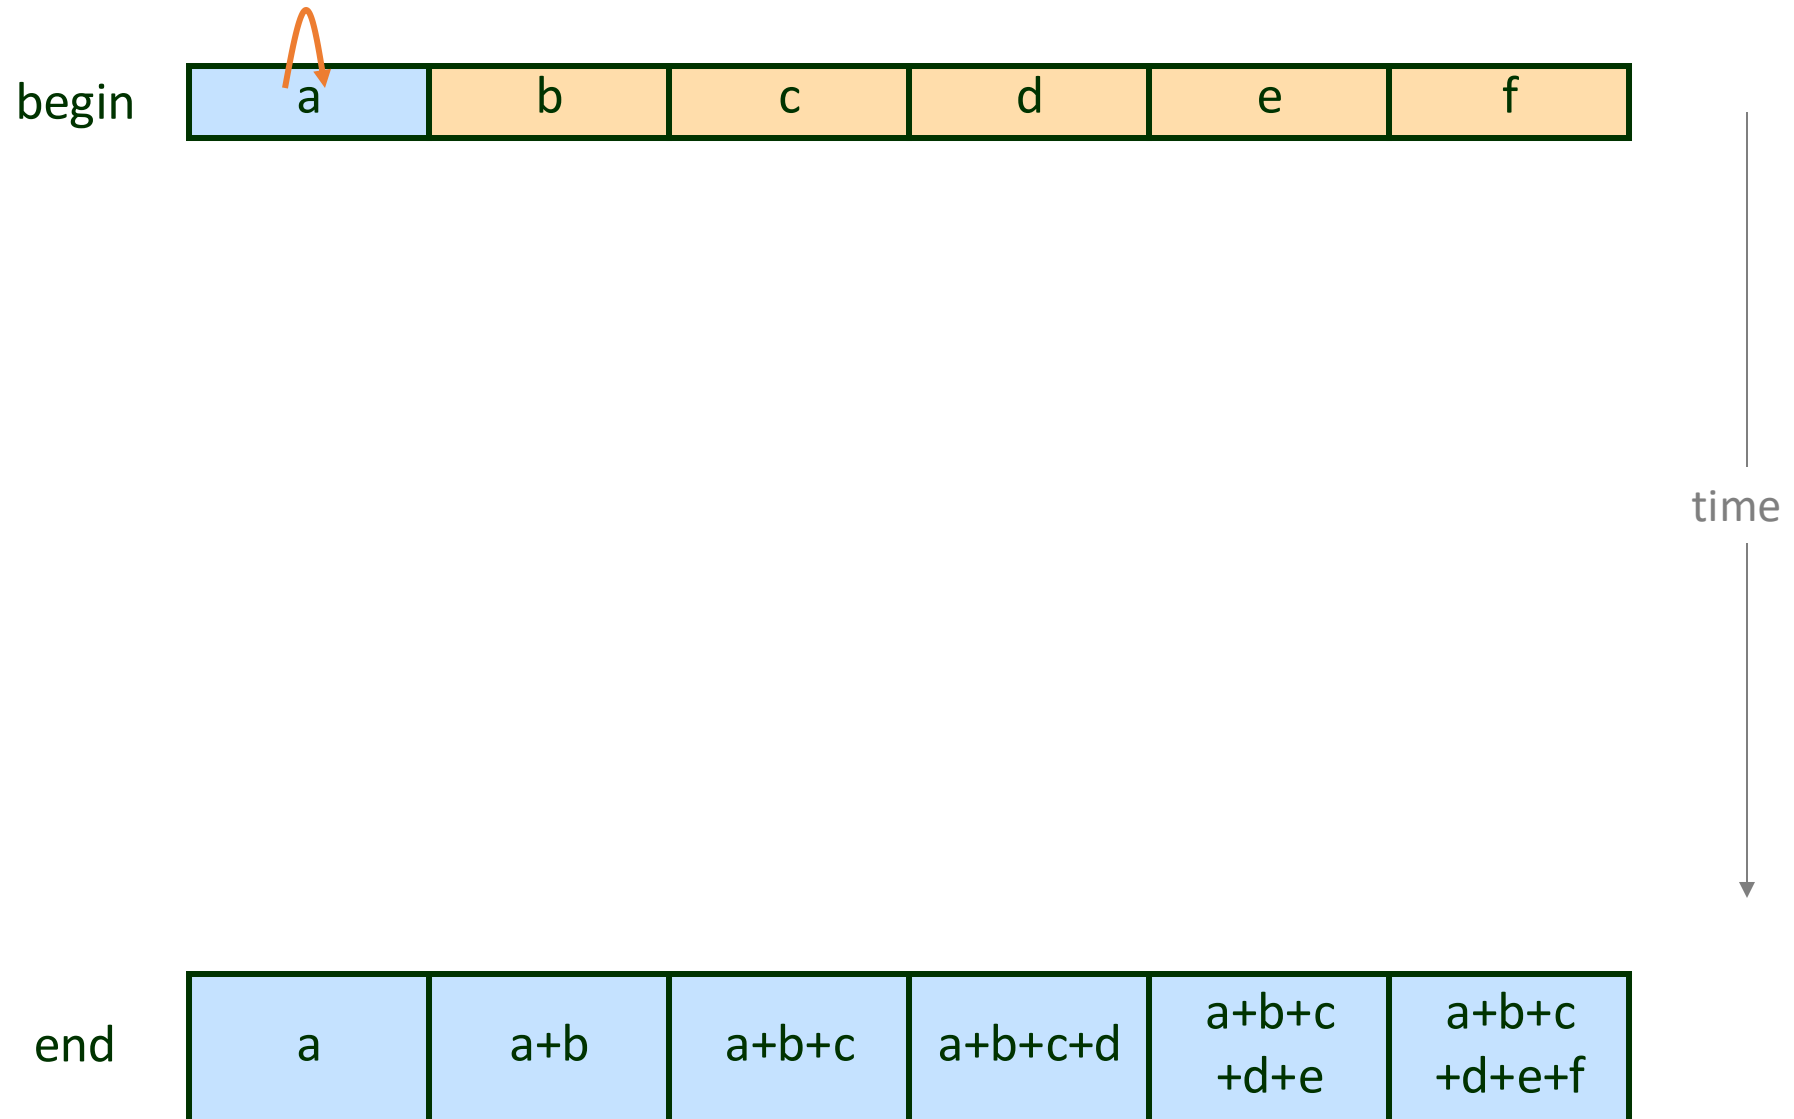 begin
a
b
c
d
e
f
time
end
a
a+b
a+b+c
a+b+c+d
a+b+c
+d+e
a+b+c
+d+e+f